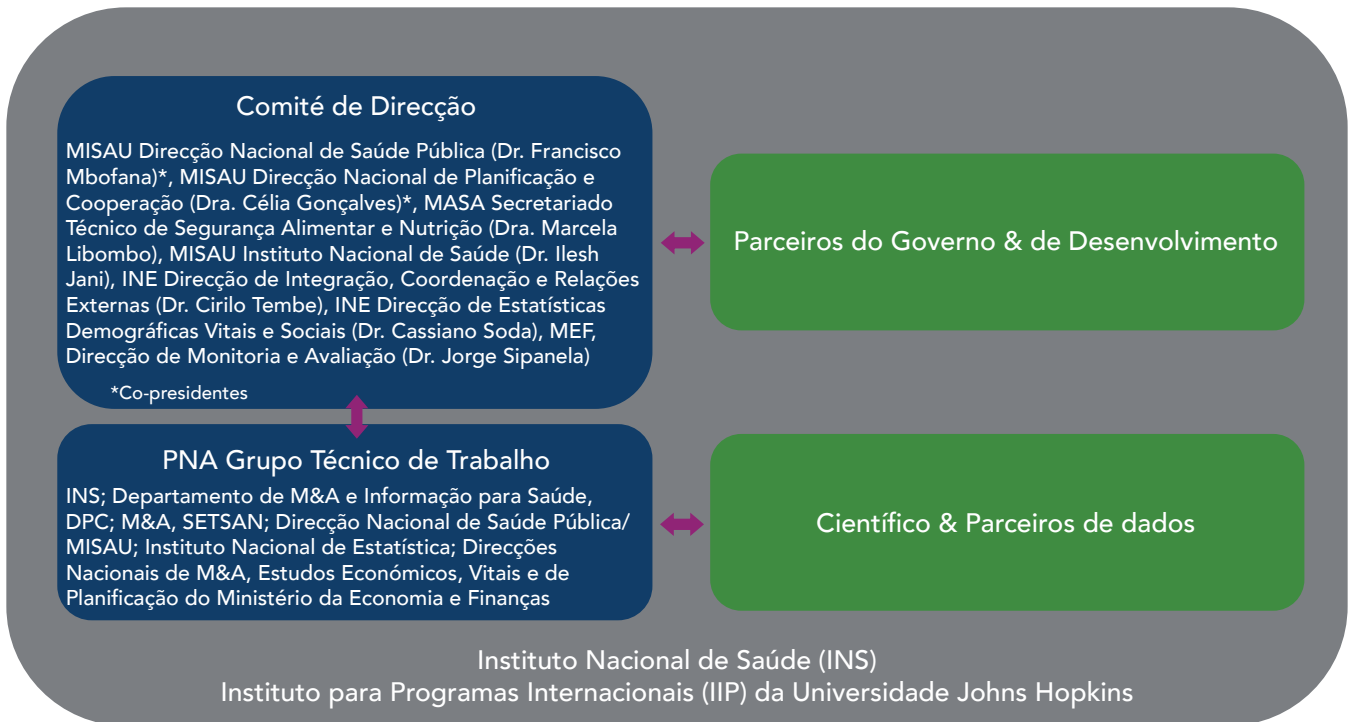 Comité de Direcção
MISAU Direcção Nacional de Saúde Pública (Dr. Francisco
Mbofana)*, MISAU Direcção Nacional de Planificação e
Cooperação (Dra. Célia Gonçalves)*, MASA Secretariado
Técnico de Segurança Alimentar e Nutrição (Dra. Marcela
Libombo), MISAU Instituto Nacional de Saúde (Dr. Ilesh
Jani), INE Direcção de Integração, Coordenação e Relações
Externas (Dr. Cirilo Tembe), INE Direcção de Estatísticas
Demográficas Vitais e Sociais (Dr. Cassiano Soda), MEF,
Direcção de Monitoria e Avaliação (Dr. Jorge Sipanela)
*Co-presidentes
Parceiros do Governo & de Desenvolvimento
PNA Grupo Técnico de Trabalho
INS; Departamento de M&A e Informação para Saúde,
DPC; M&A, SETSAN; Direcção Nacional de Saúde Pública/
MISAU; Instituto Nacional de Estatística; Direcções
Nacionais de M&A, Estudos Económicos, Vitais e de
Planificação do Ministério da Economia e Finanças
Científico & Parceiros de dados
Instituto Nacional de Saúde (INS)
Instituto para Programas Internacionais (IIP) da Universidade Johns Hopkins